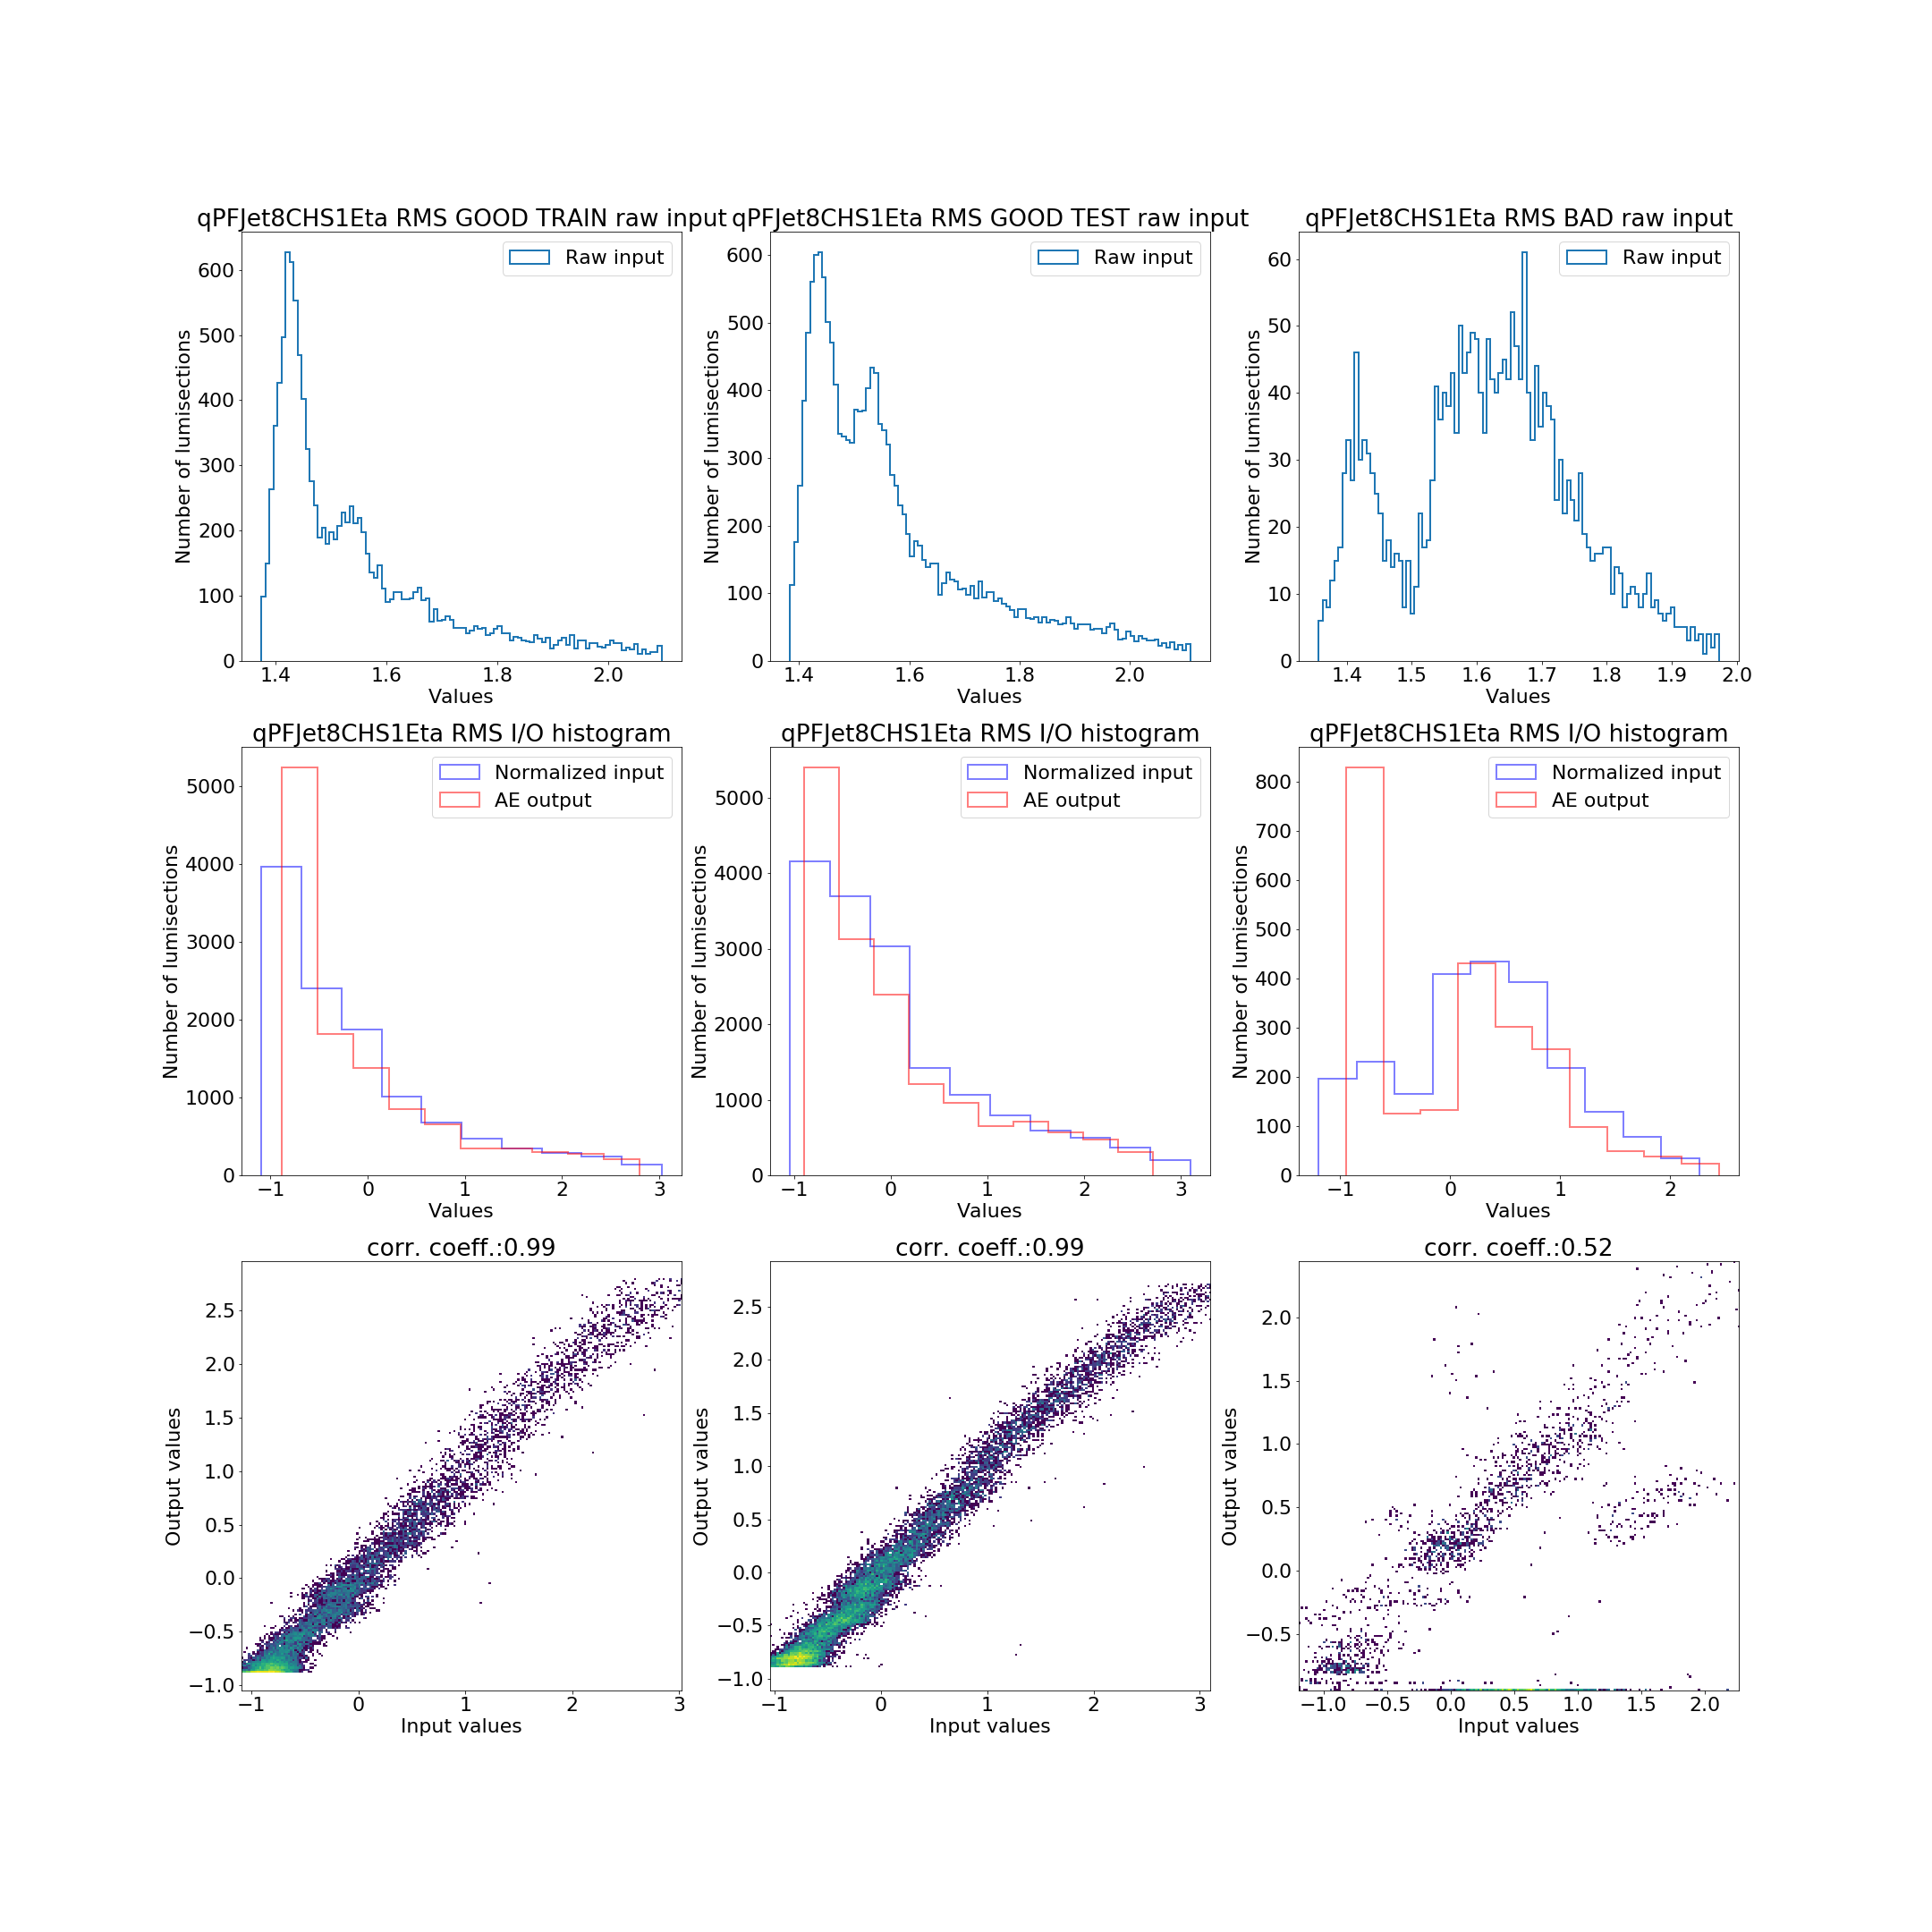 qPFJet8CHS1Eta RMS GOOD TRAIN raw input
Raw input
Number of lumisections
600
500
400
300
200
100
0
1.4 1.6 1.8 2.0
Values
qPFJet8CHS1Eta RMS GOOD TEST raw input
Raw input
Number of lumisections
600
500
400
300
200
100
0
1.4 1.6 1.8 2.0
Values
qPFJet8CHS1Eta RMS BAD raw input
Raw input
Number of lumisections
60
50
40
30
20
10
0
1.4 1.5 1.6 1.7 1.8 1.9 2.0
Values
qPFJet8CHS1Eta RMS I/O histogram
Normalized input
AE output
Number of lumisections
5000
4000
3000
2000
1000
0
−1 0 1 2 3
Values
qPFJet8CHS1Eta RMS I/O histogram
Normalized input
AE output
Number of lumisections
5000
4000
3000
2000
1000
0
−1 0 1 2 3
Values
qPFJet8CHS1Eta RMS I/O histogram
Normalized input
AE output
Number of lumisections
800
700
600
500
400
300
200
100
0
−1 0 1 2
Values
corr. coeff.:0.99
Output values
2.5
2.0
1.5
1.0
0.5
0.0
−0.5
−1.0
−1 0 1 2 3
Input values
corr. coeff.:0.99
Output values
2.5
2.0
1.5
1.0
0.5
0.0
−0.5
−1.0
−1 0 1 2 3
Input values
corr. coeff.:0.52
Output values
2.0
1.5
1.0
0.5
0.0
−0.5
−1.0 −0.5 0.0 0.5 1.0 1.5 2.0
Input values